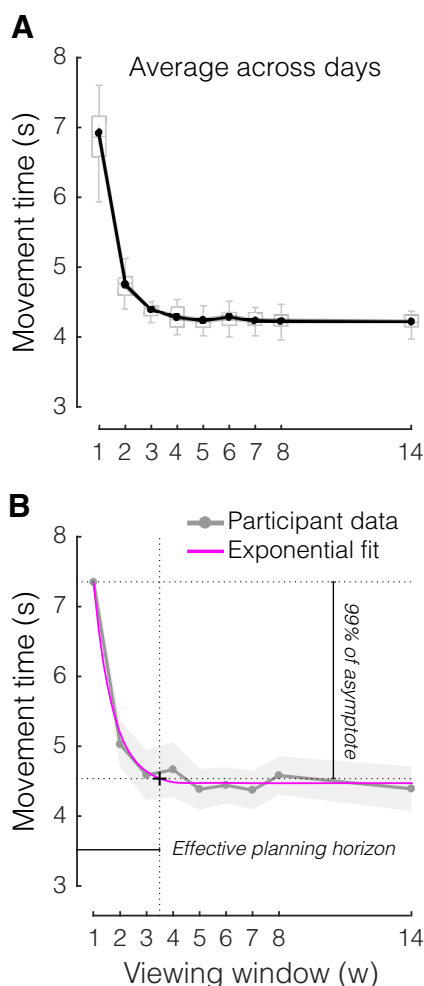 A
Average across days
Movement time (s)
8
7
6
5
4
3
1 2 3 4 5 6 7 8 14
B
Participant data
Exponential fit
Movement time (s)
8
7
6
5
4
3
99% of asymptote
Effective planning horizon
1 2 3 4 5 6 7 8 14
Viewing window (w)